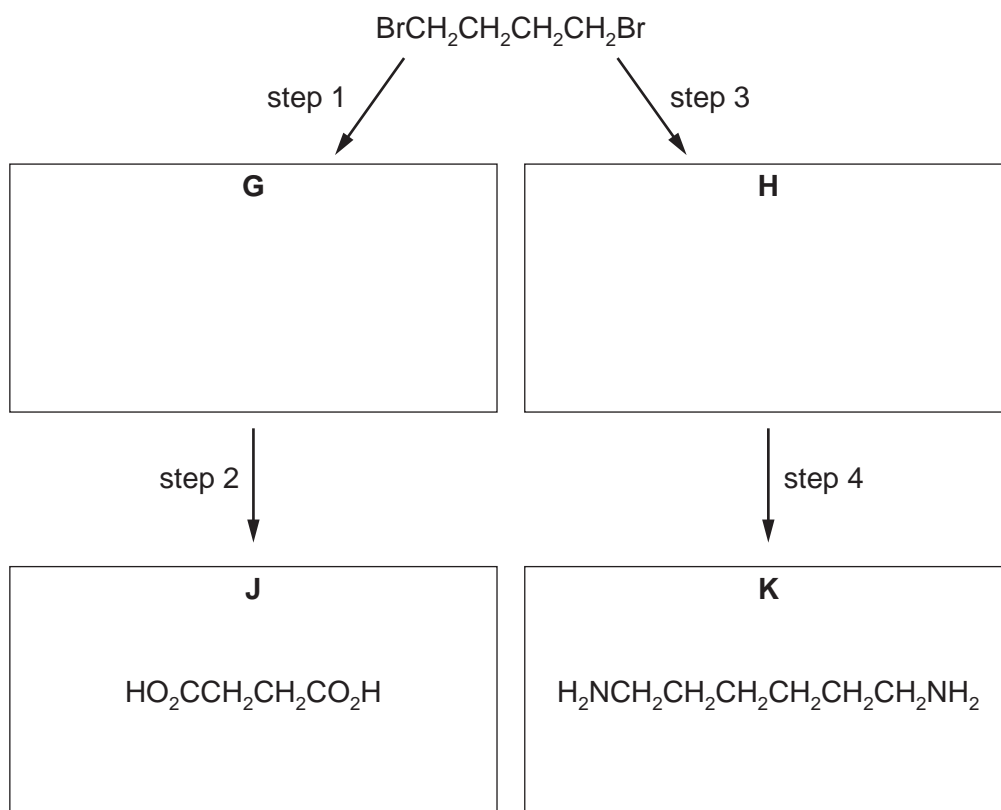 BrCH₂CH₂CH₂CH₂Br
step 1
step 3
G
H
step 2
step 4
J
K
HO₂CCH₂CH₂CO₂H
H₂NCH₂CH₂CH₂CH₂CH₂CH₂NH₂